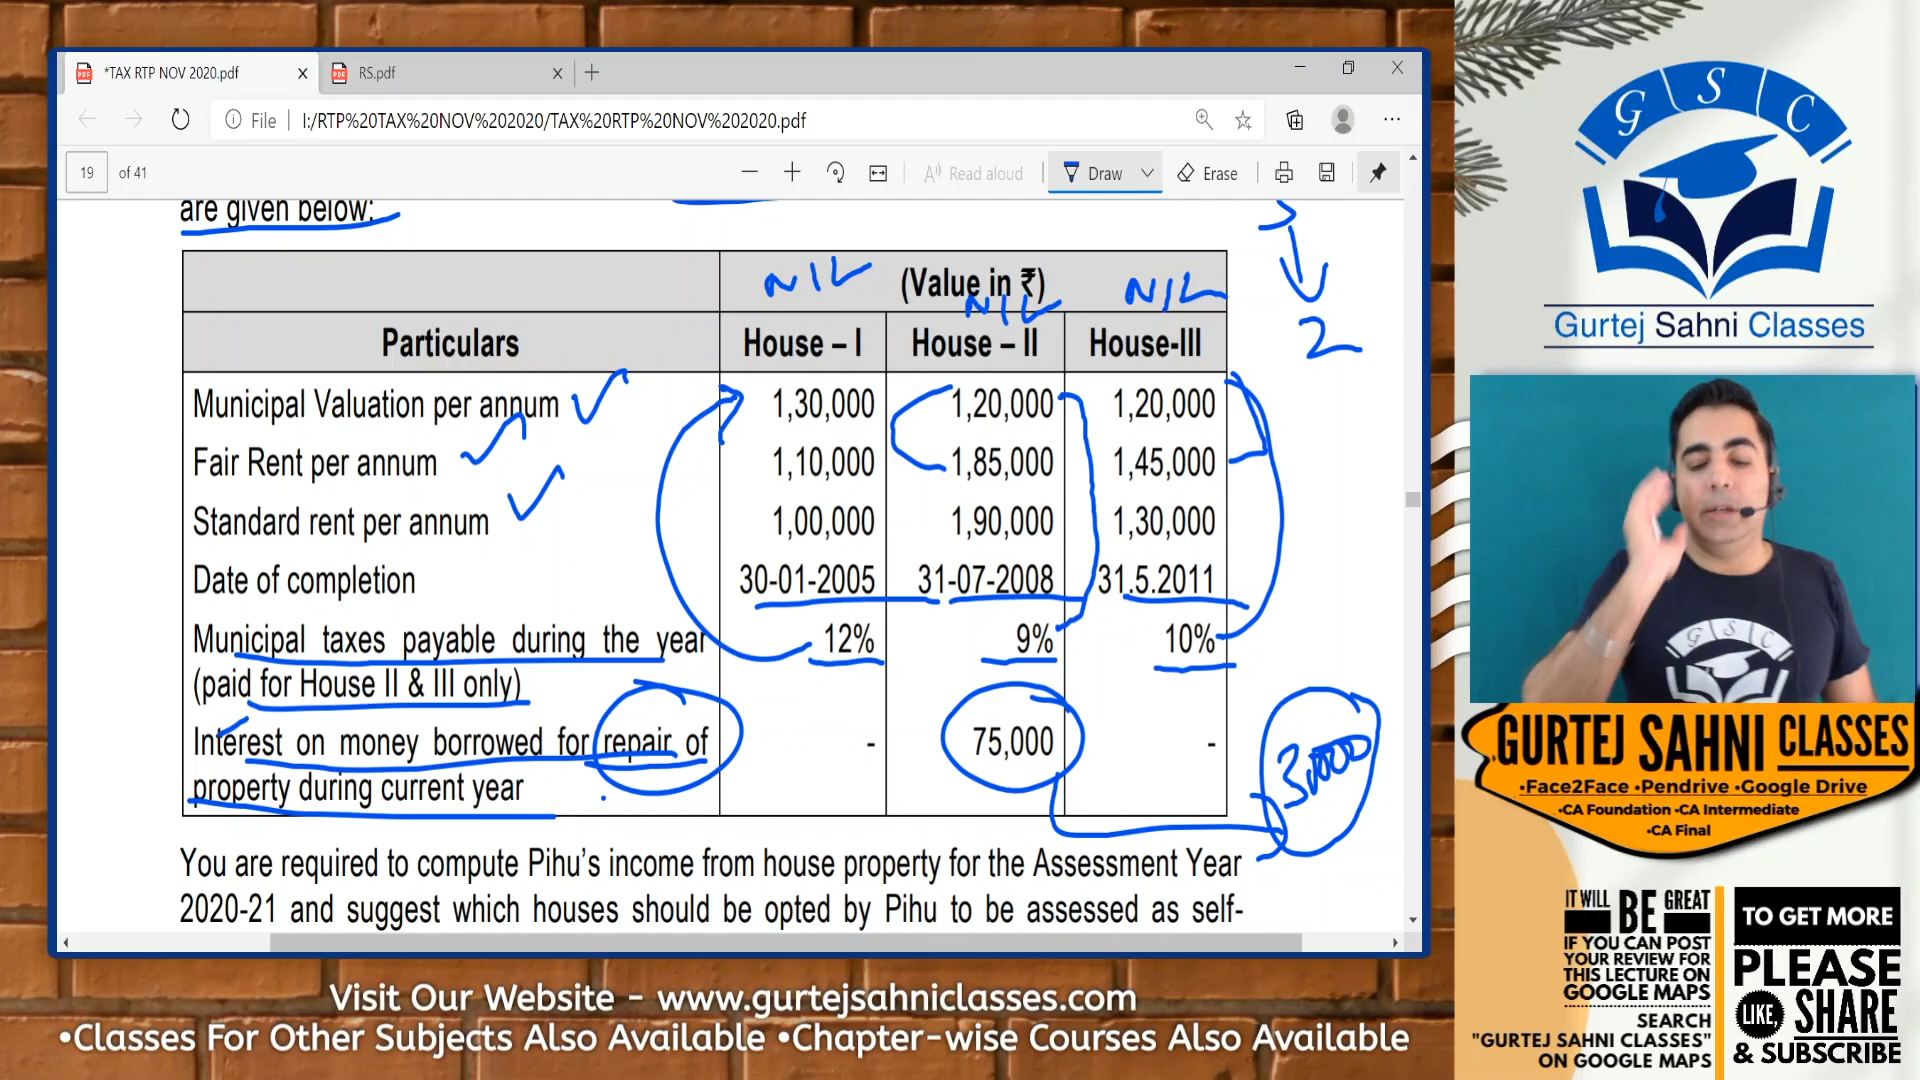 *TAX RTP NOV 2020.pdf
RS.pdf
File
I:/RTP%20TAX%20NOV%202020/TAX%20RTP%20NOV%202020.pdf
19 of 41
Read aloud
Draw
Erase
are given below:
3
2
NIL
NIL
NIL
(Value in ₹)
Particulars House – I House – II House-III
Municipal Valuation per annum 1,30,000 1,20,000 1,20,000
Fair Rent per annum 1,10,000 1,85,000 1,45,000
Standard rent per annum 1,00,000 1,90,000 1,30,000
Date of completion 30-01-2005 31-07-2008 31.5.2011
Municipal taxes payable during the year 12% 9% 10%
(paid for House II & III only)
Interest on money borrowed for repair of - 75,000 -
property during current year
30,000
You are required to compute Pihu's income from house property for the Assessment Year
2020-21 and suggest which houses should be opted by Pihu to be assessed as self-
G S C
Gurtej Sahni Classes
G S C
GURTEJ SAHNI CLASSES
•Face2Face •Pendrive •Google Drive
•CA Foundation •CA Intermediate
•CA Final
IT WILL BE GREAT
IF YOU CAN POST
YOUR REVIEW FOR
THIS LECTURE ON
GOOGLE MAPS
SEARCH
"GURTEJ SAHNI CLASSES"
ON GOOGLE MAPS
TO GET MORE
PLEASE
LIKE, SHARE
& SUBSCRIBE
Visit Our Website - www.gurtejsahniclasses.com
•Classes For Other Subjects Also Available •Chapter-wise Courses Also Available